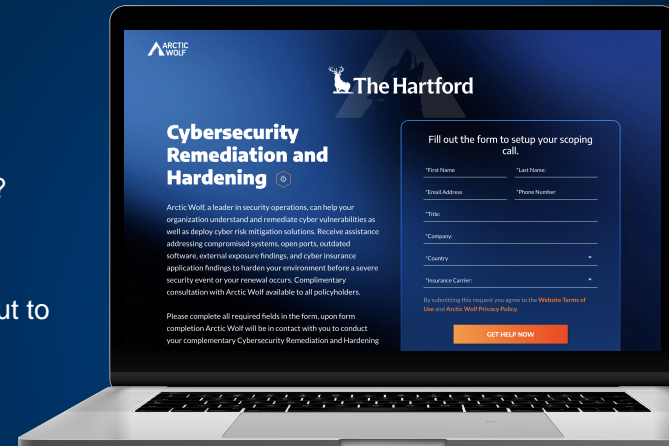 ARCTIC
WOLF
The Hartford
Cybersecurity
Remediation and
Hardening
Arctic Wolf, a leader in security operations, can help your
organization understand and remediate cyber vulnerabilities as
well as deploy cyber risk mitigation solutions. Receive assistance
addressing compromised systems, open ports, outdated
software, external exposure findings, and cyber insurance
application findings to harden your environment before a severe
security event or your renewal occurs. Complimentary
consultation with Arctic Wolf available to all policyholders.
Please complete all required fields in the form, upon form
completion Arctic Wolf will be in contact with you to conduct
your complementary Cybersecurity Remediation and Hardening
Fill out the form to setup your scoping
call.
*First Name
*Last Name:
*Email Address
*Phone Number
*Title:
*Company:
*Country
*Insurance Carrier:
By submitting this request you agree to the Website Terms of
Use and Arctic Wolf Privacy Policy.
GET HELP NOW
?
ut to